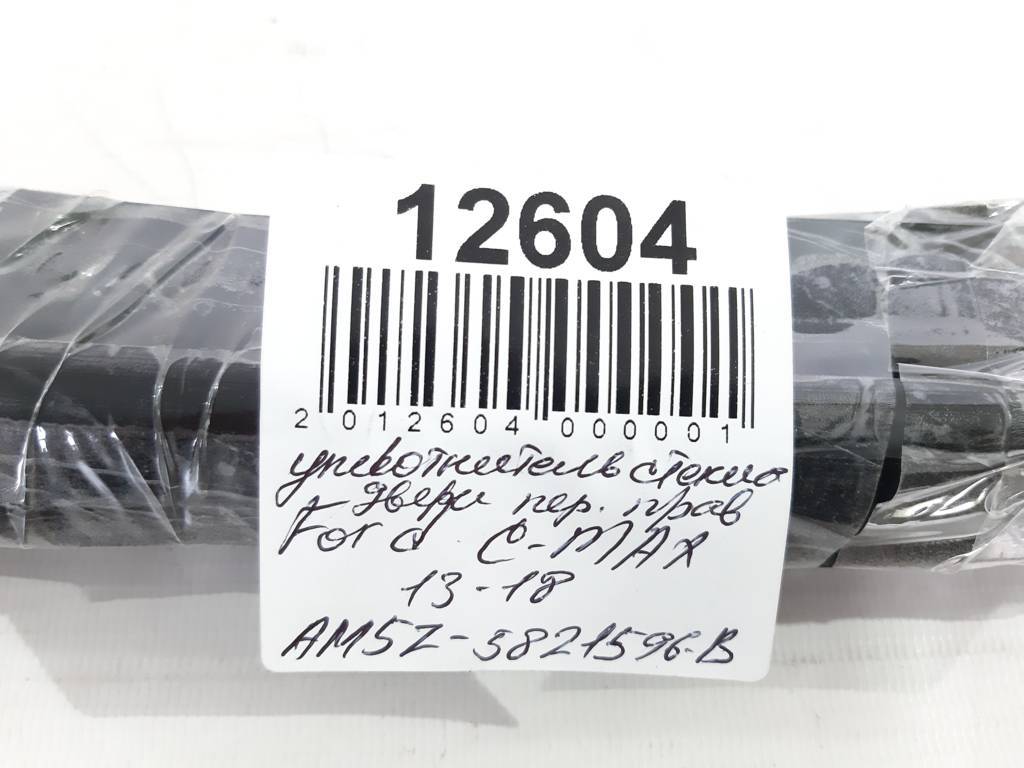 12604
2 012604 000001
уплотнитель стекла
двери пер. прав
Ford C-MAX
13-18
AM5Z-5821596-B